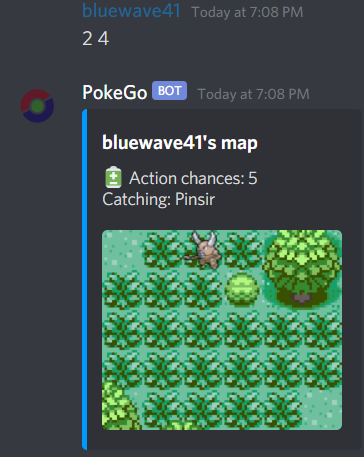 bluewave41 Today at 7:08 PM
2 4
PokeGo BOT Today at 7:08 PM
bluewave41's map
Action chances: 5
Catching: Pinsir